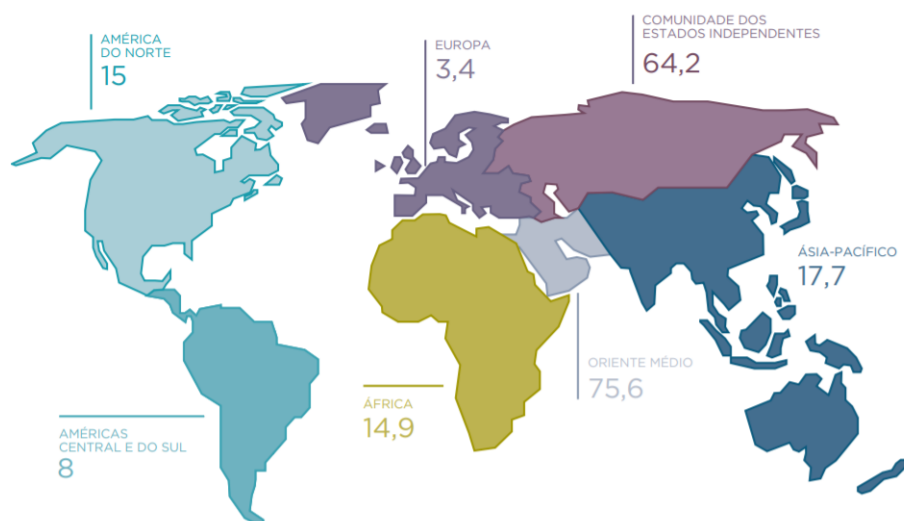 AMÉRICA
DO NORTE
15
EUROPA
3,4
COMUNIDADE DOS
ESTADOS INDEPENDENTES
64,2
ÁSIA-PACÍFICO
17,7
ORIENTE MÉDIO
75,6
ÁFRICA
14,9
AMÉRICAS
CENTRAL E DO SUL
8